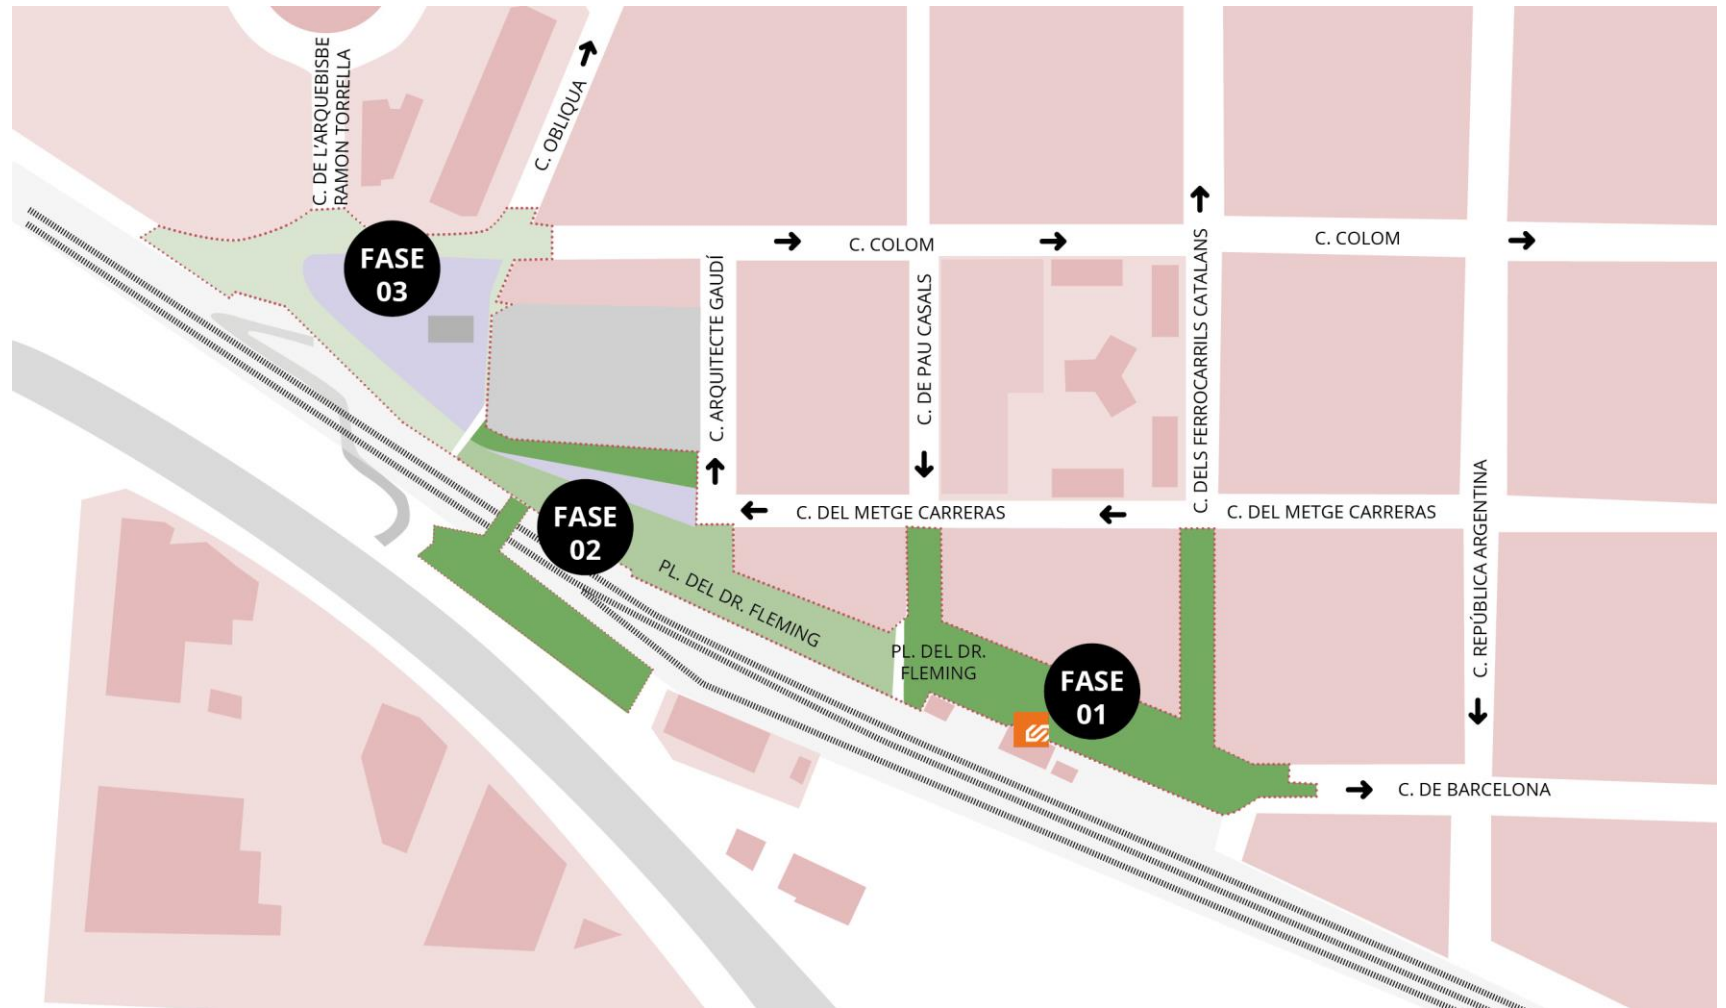 C. DE L'ARQUEBISBE
RAMON TORRELLA
C. OBLIQUA
FASE
03
C. COLOM
C. COLOM
C. ARQUITECTE GAUDÍ
C. DE PAU CASALS
C. DELS FERROCARRILS CATALANS
C. REPÚBLICA ARGENTINA
C. DEL METGE CARRERAS
C. DEL METGE CARRERAS
FASE
02
PL. DEL DR. FLEMING
PL. DEL DR.
FLEMING
FASE
01
C. DE BARCELONA